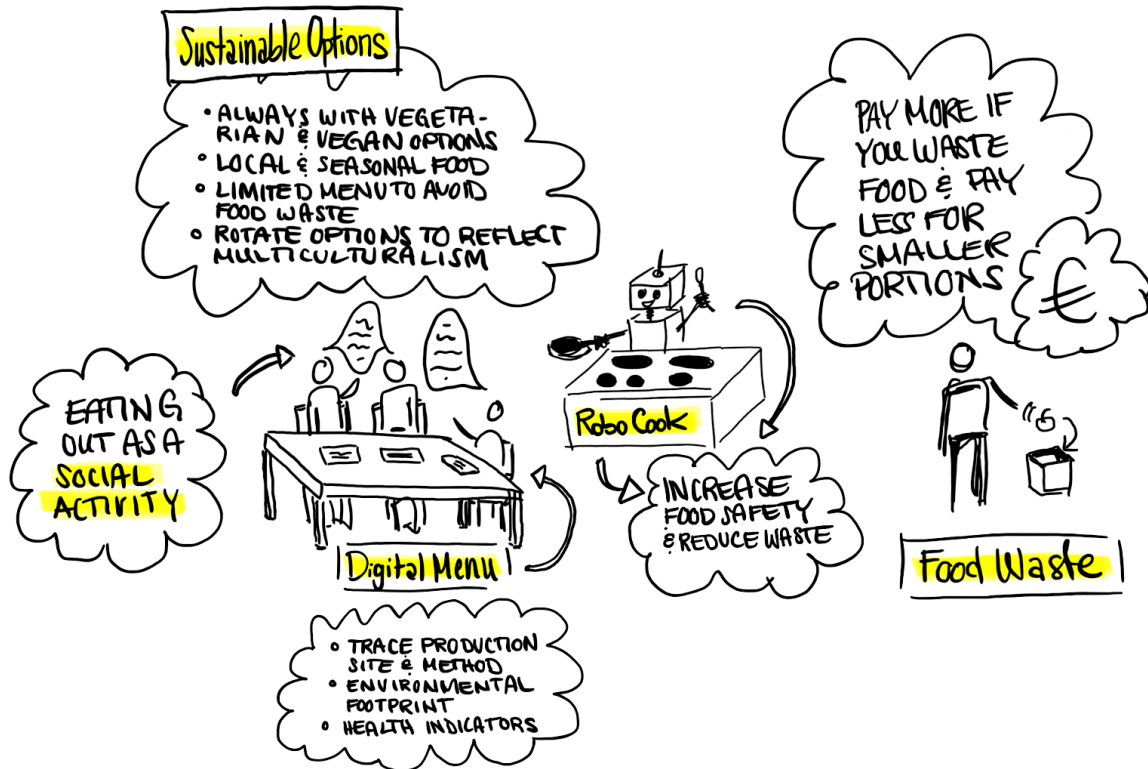 Sustainable Options
• ALWAYS WITH VEGETA-
RIAN & VEGAN OPTIONS
• LOCAL & SEASONAL FOOD
• LIMITED MENU TO AVOID
FOOD WASTE
• ROTATE OPTIONS TO REFLECT
MULTICULTURALISM
PAY MORE IF
YOU WASTE
FOOD & PAY
LESS FOR
SMALLER
PORTIONS
€
EATING
OUT AS A
SOCIAL
ACTIVITY
Robo Cook
INCREASE
FOOD SAFETY
& REDUCE WASTE
Digital Menu
• TRACE PRODUCTION
SITE & METHOD
• ENVIRONMENTAL
FOOTPRINT
• HEALTH INDICATORS
Food Waste